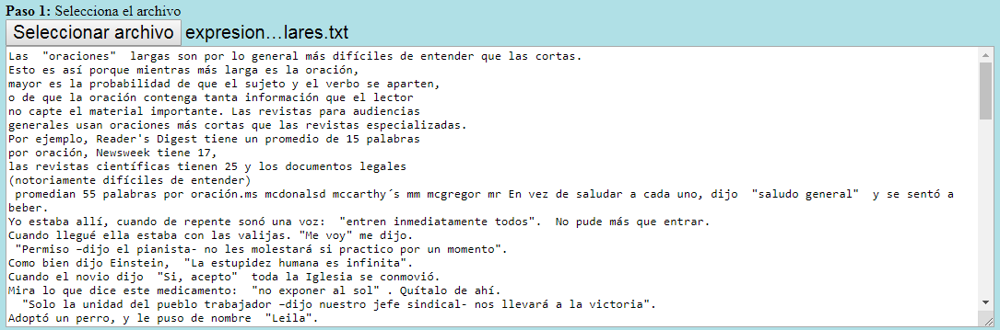 Paso 1: Selecciona el archivo
Seleccionar archivo expresion…lares.txt
Las  "oraciones"  largas son por lo general más difíciles de entender que las cortas.
Esto es así porque mientras más larga es la oración,
mayor es la probabilidad de que el sujeto y el verbo se aparten,
o de que la oración contenga tanta información que el lector
no capte el material importante. Las revistas para audiencias
generales usan oraciones más cortas que las revistas especializadas.
Por ejemplo, Reader's Digest tiene un promedio de 15 palabras
por oración, Newsweek tiene 17,
las revistas científicas tienen 25 y los documentos legales
(notoriamente difíciles de entender)
 promedian 55 palabras por oración.ms mcdonalsd mccarthy´s mm mcgregor mr En vez de saludar a cada uno, dijo  "saludo general"  y se sentó a
beber.
Yo estaba allí, cuando de repente sonó una voz:  "entren inmediatamente todos".  No pude más que entrar.
Cuando llegué ella estaba con las valijas. "Me voy" me dijo.
 "Permiso –dijo el pianista- no les molestará si practico por un momento".
Como bien dijo Einstein,  "La estupidez humana es infinita".
Cuando el novio dijo  "Si, acepto"  toda la Iglesia se conmovió.
Mira lo que dice este medicamento:  "no exponer al sol" . Quítalo de ahí.
  "Solo la unidad del pueblo trabajador –dijo nuestro jefe sindical- nos llevará a la victoria".
Adoptó un perro, y le puso de nombre  "Leila".